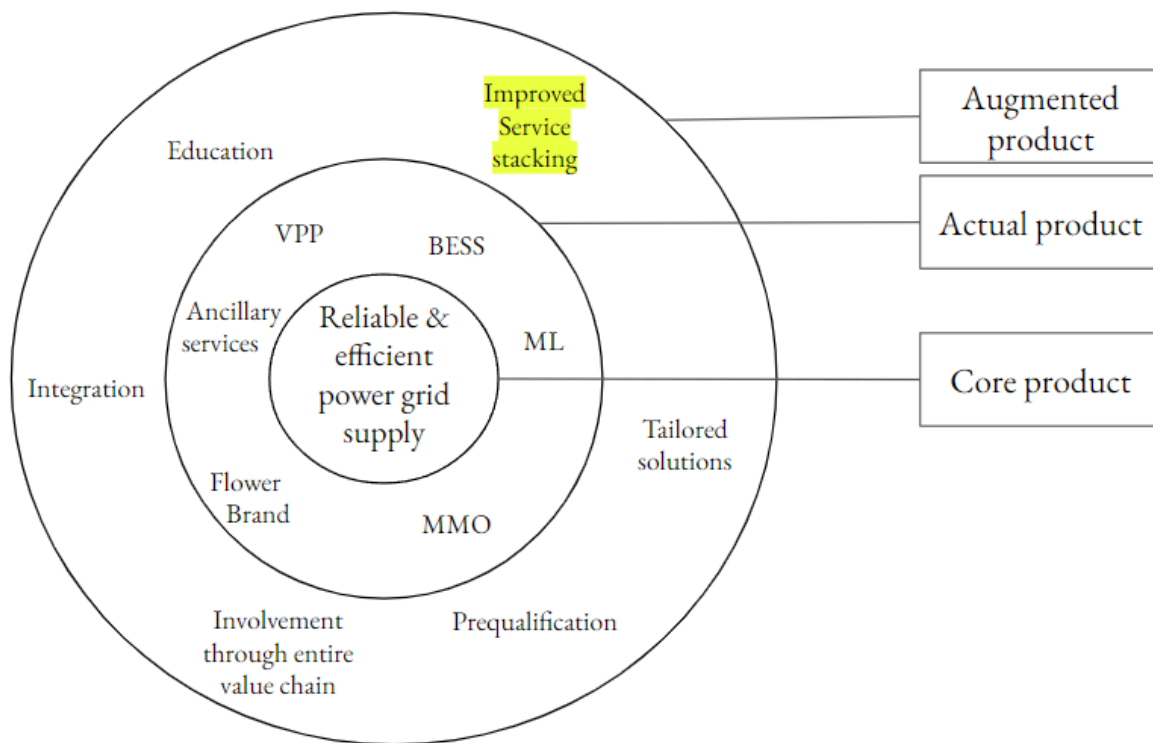 Improved
Service
stacking
Augmented
product
Education
Actual product
VPP
BESS
Ancillary
services
Reliable &
efficient
power grid
supply
ML
Core product
Integration
Tailored
solutions
Flower
Brand
MMO
Involvement
through entire
value chain
Prequalification